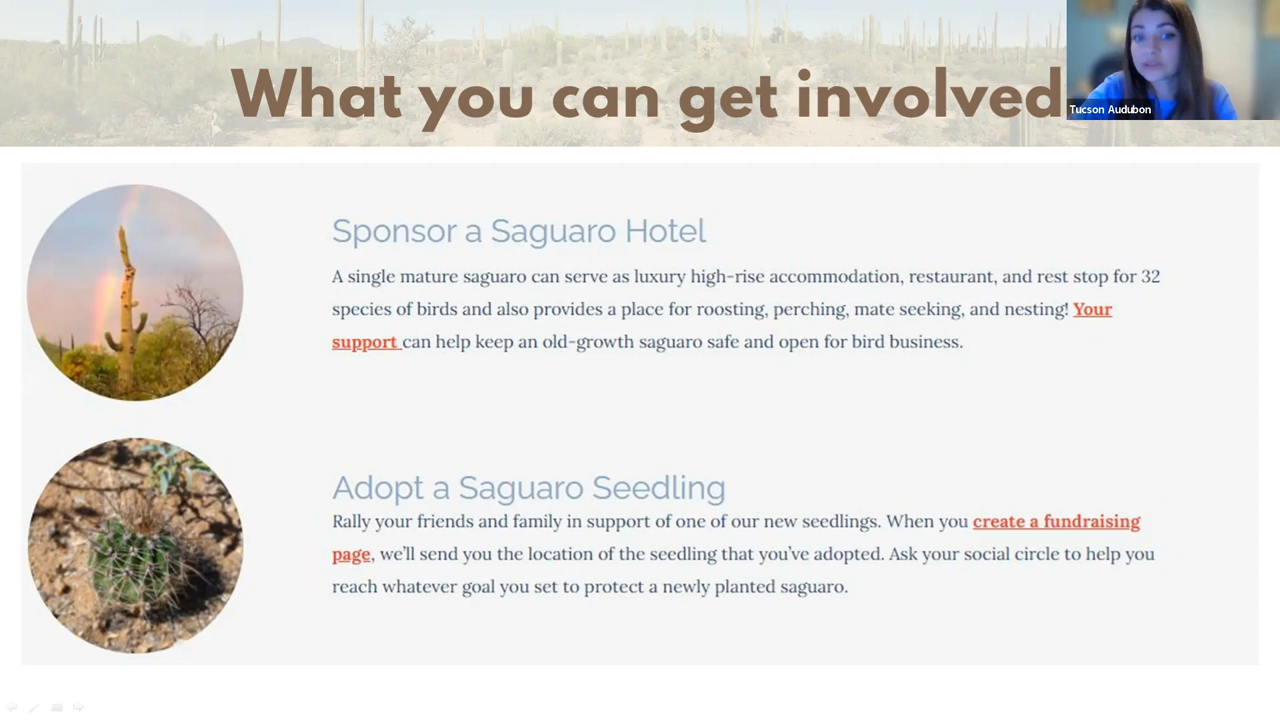 What you can get involved
Tucson Audubon
Sponsor a Saguaro Hotel
A single mature saguaro can serve as luxury high-rise accommodation, restaurant, and rest stop for 32
species of birds and also provides a place for roosting, perching, mate seeking, and nesting! Your
support can help keep an old-growth saguaro safe and open for bird business.
Adopt a Saguaro Seedling
Rally your friends and family in support of one of our new seedlings. When you create a fundraising
page, we’ll send you the location of the seedling that you’ve adopted. Ask your social circle to help you
reach whatever goal you set to protect a newly planted saguaro.